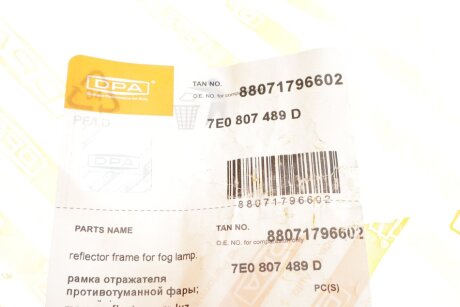 DPA
TAN NO.
88071796602
O.E. NO. for comparison only
7E0 807 489 D
DPA
88071796602
PARTS NAME
TAN NO.
88071796602
O.E. NO. for comparison only
reflector frame for fog lamp.
7E0 807 489 D
рамка отражателя
противотуманной фары;
PC(S)